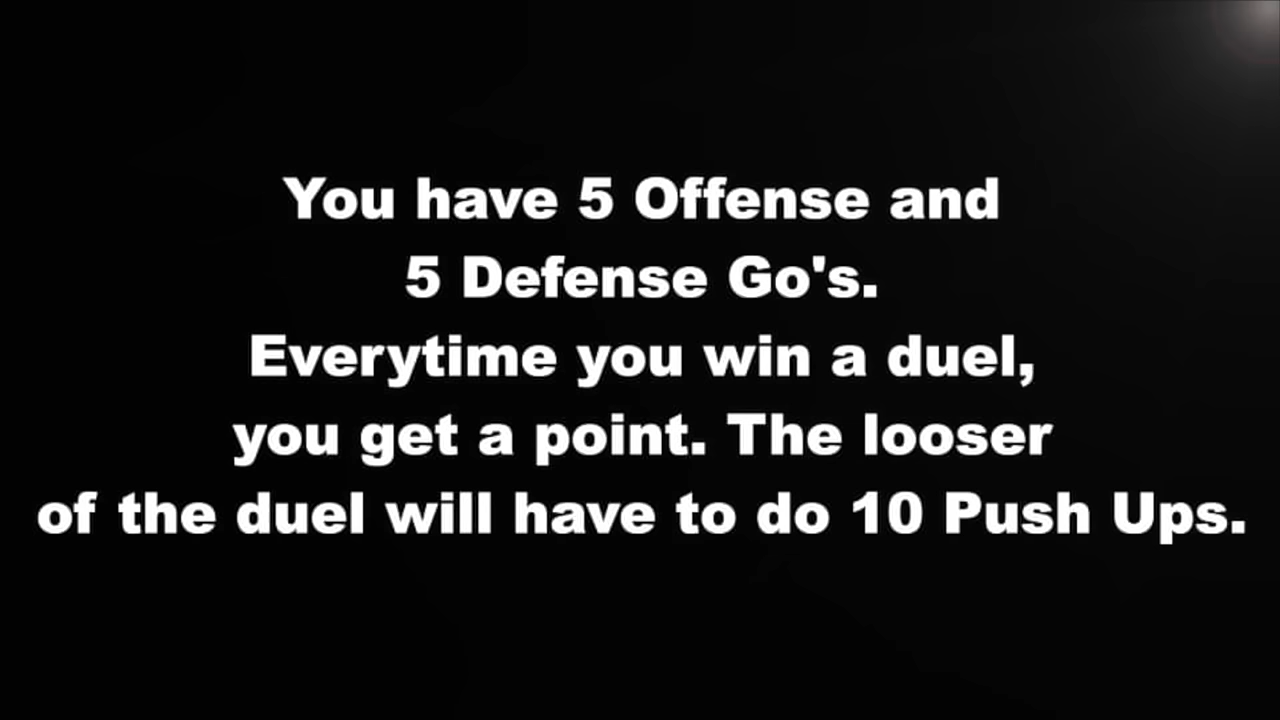 You have 5 Offense and
5 Defense Go's.
Everytime you win a duel,
you get a point. The looser
of the duel will have to do 10 Push Ups.